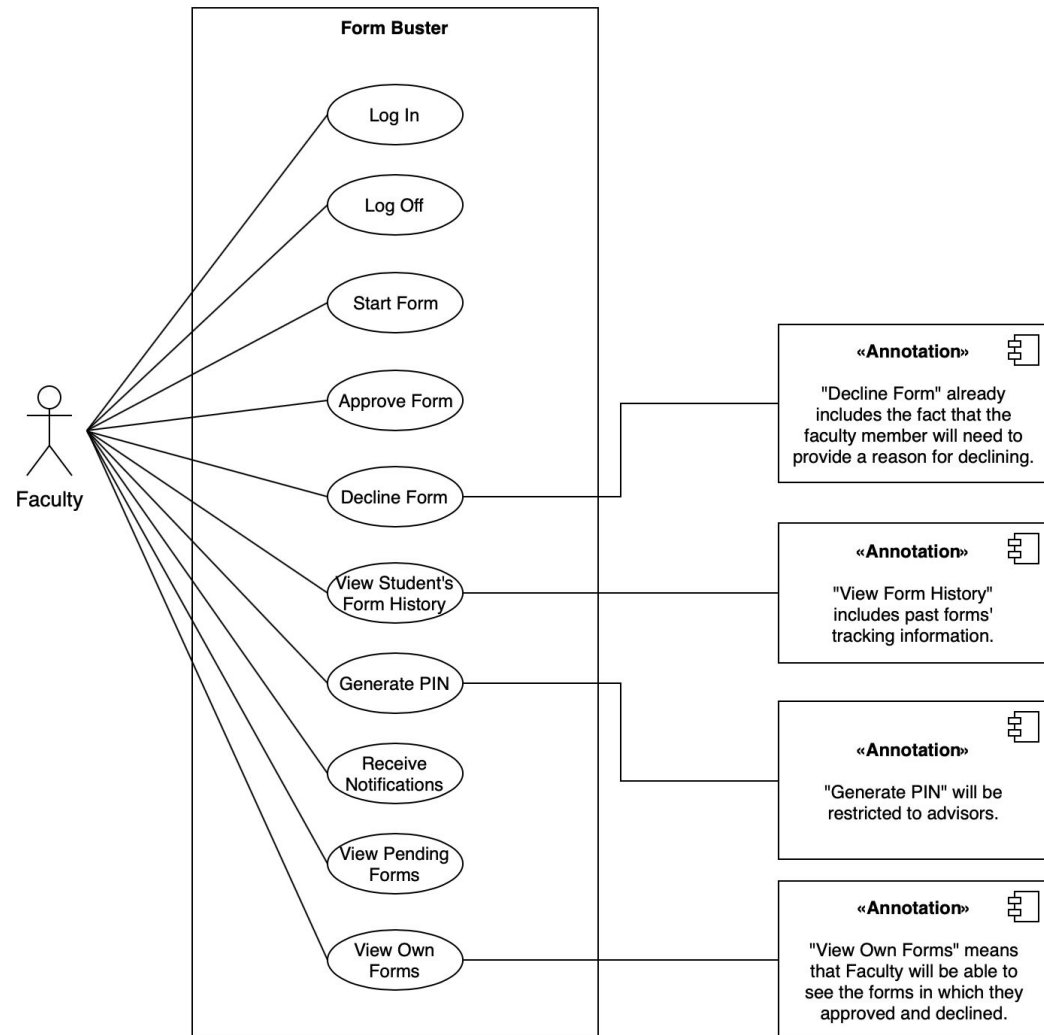 Form Buster
Log In
Log Off
Start Form
Approve Form
Decline Form
View Student's
Form History
Generate PIN
Receive
Notifications
View Pending
Forms
View Own
Forms
Faculty
«Annotation»
"Decline Form" already
includes the fact that the
faculty member will need to
provide a reason for declining.
«Annotation»
"View Form History"
includes past forms'
tracking information.
«Annotation»
"Generate PIN" will be
restricted to advisors.
«Annotation»
"View Own Forms" means
that Faculty will be able to
see the forms in which they
approved and declined.